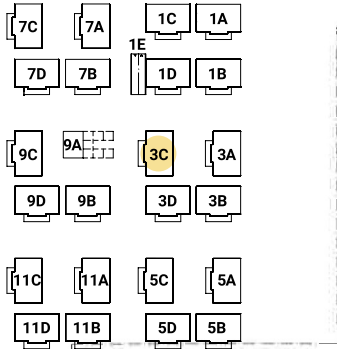 7C 7A 1C 1A
1E
7D 7B 1D 1B
9A
9C 3C 3A
9D 9B 3D 3B
11C 11A 5C 5A
11D 11B 5D 5B